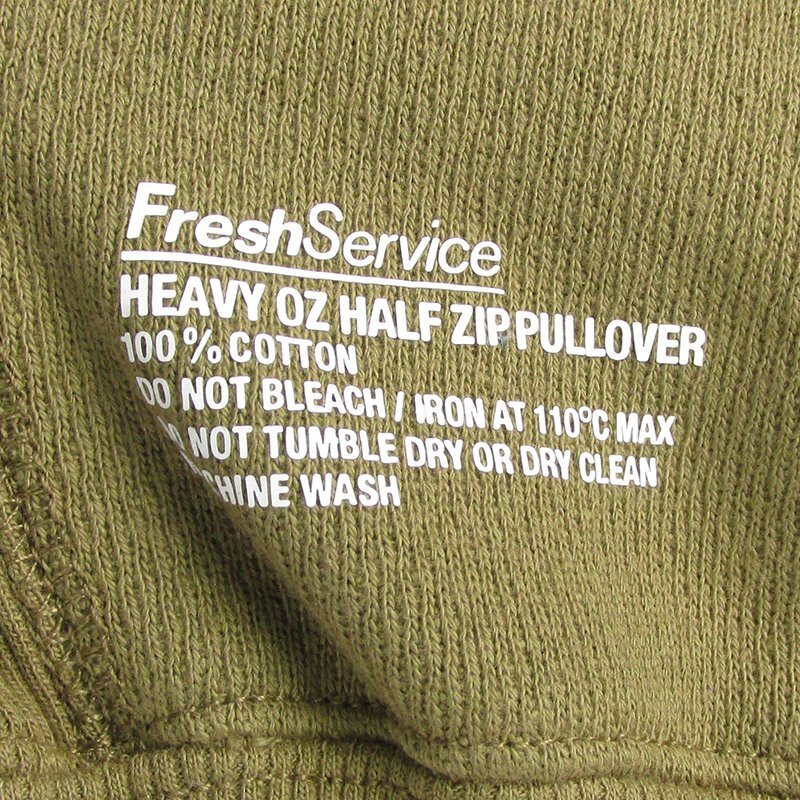 FreshService
HEAVY OZ HALF ZIP PULLOVER
100% COTTON
DO NOT BLEACH / IRON AT 110°C MAX
NOT TUMBLE DRY OR DRY CLEAN
WASH